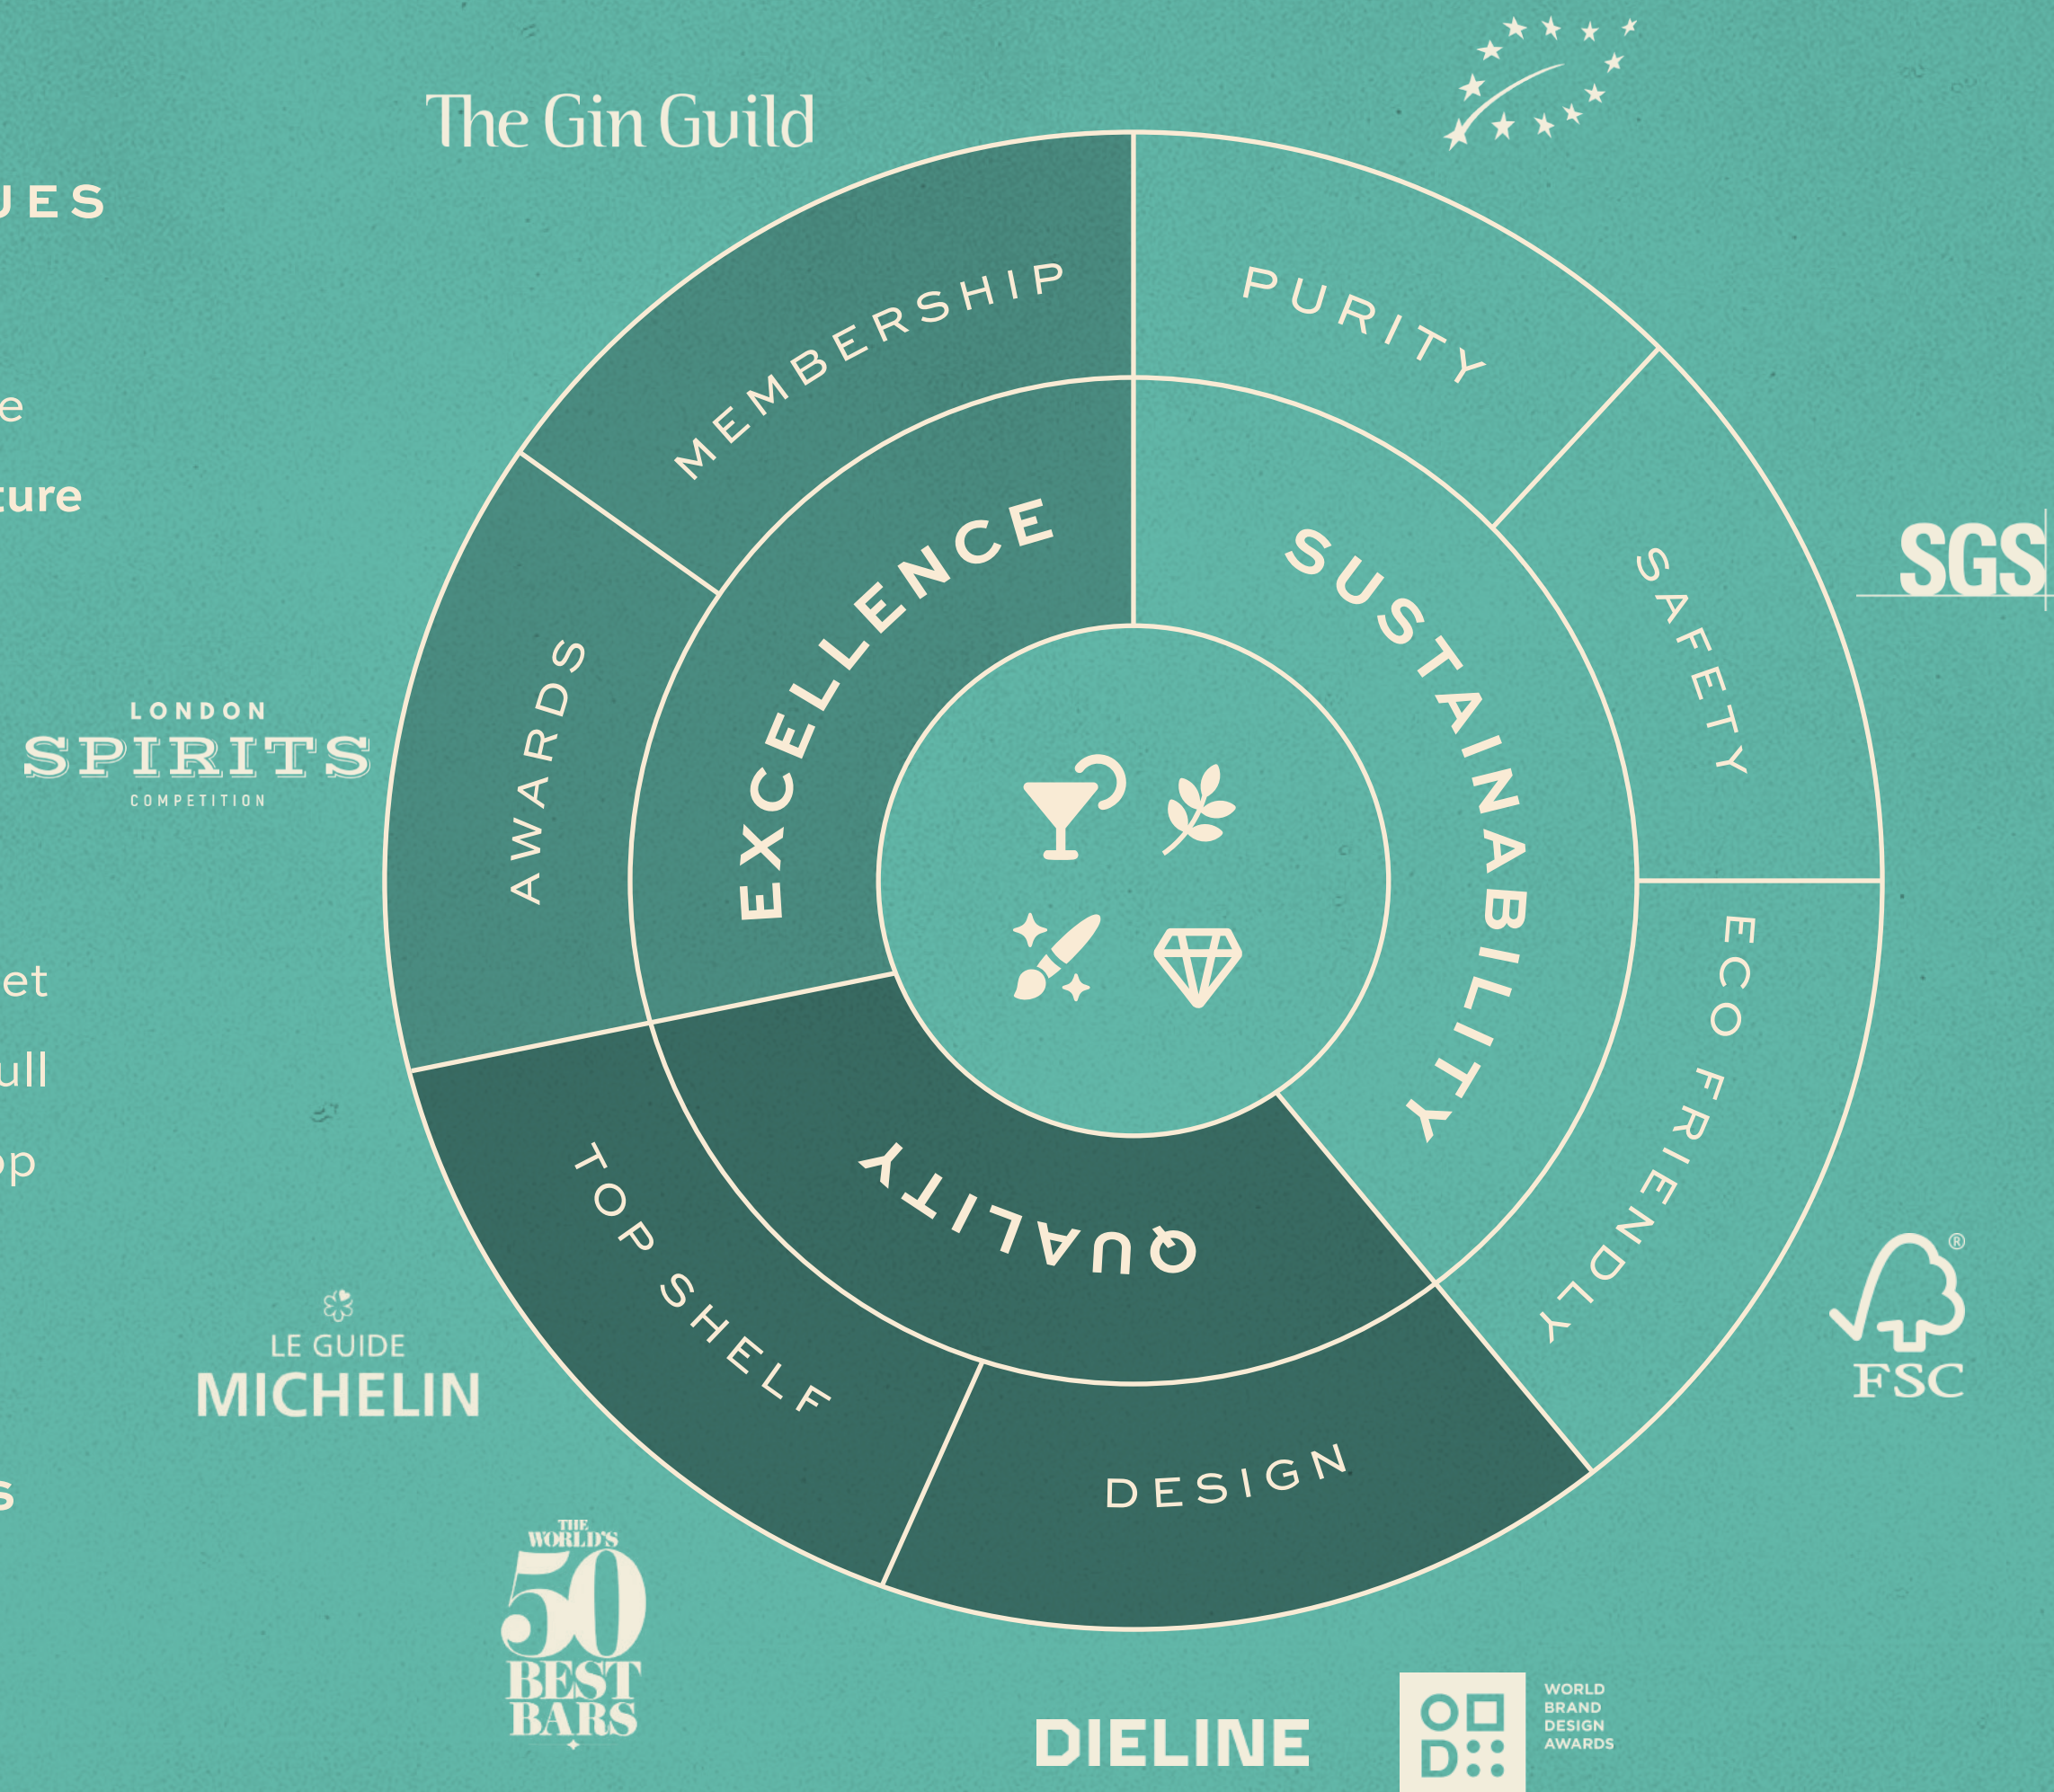 The Gin Guild
UES
e
ture
et
ull
op
s
MEMBERSHIP
PURITY
SAFETY
ECO FRIENDLY
DESIGN
TOP SHELF
AWARDS
EXCELLENCE
SUSTAINABILITY
QUALITY
SGS
LONDON
SPIRITS
COMPETITION
LE GUIDE
MICHELIN
®
FSC
THE
WORLD'S
50
BEST
BARS
DIELINE
D
WORLD
BRAND
DESIGN
AWARDS